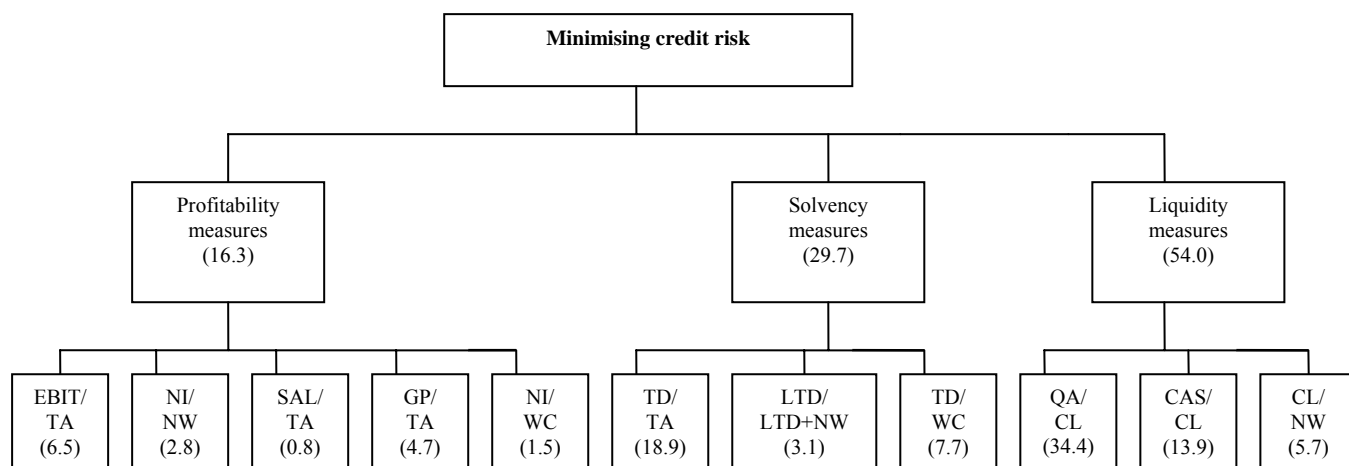 Minimising credit risk
Profitability
measures
(16.3)
Solvency
measures
(29.7)
Liquidity
measures
(54.0)
EBIT/
TA
(6.5)
NI/
NW
(2.8)
SAL/
TA
(0.8)
GP/
TA
(4.7)
NI/
WC
(1.5)
TD/
TA
(18.9)
LTD/
LTD+NW
(3.1)
TD/
WC
(7.7)
QA/
CL
(34.4)
CAS/
CL
(13.9)
CL/
NW
(5.7)